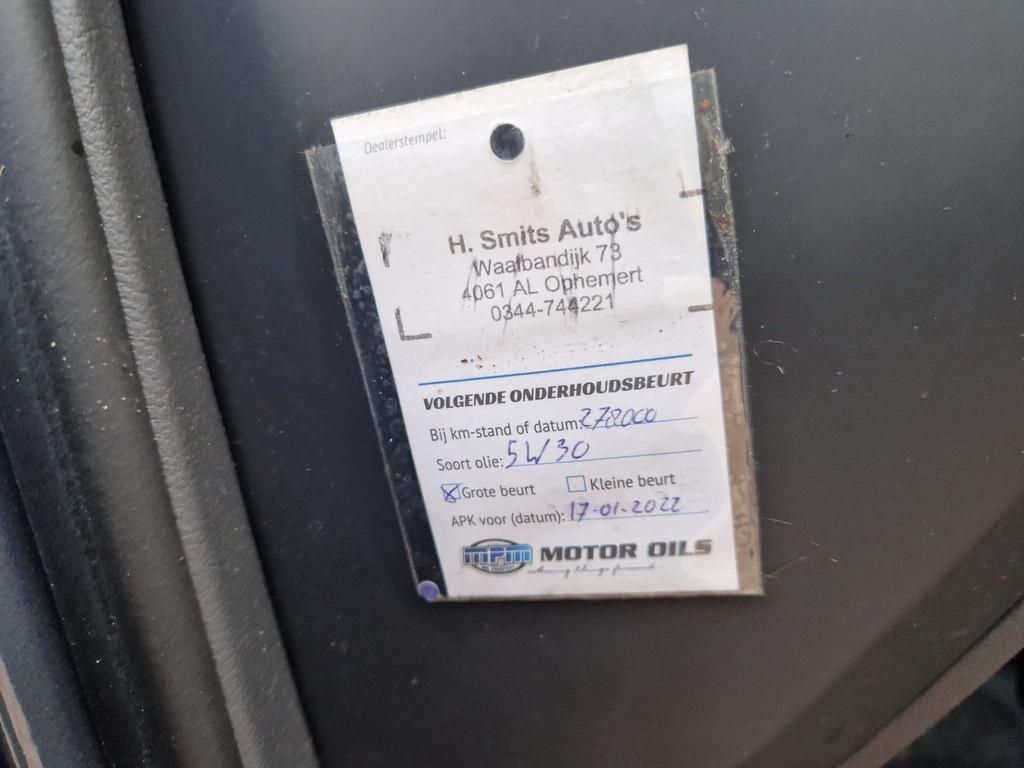 Dealerstempel:
H. Smits Auto's
Waalbandijk 73
4061 AL Ophemert
0344-744221
VOLGENDE ONDERHOUDSBEURT
Bij km-stand of datum: 278000
Soort olie: 5W30
Grote beurt Kleine beurt
APK voor (datum): 17-01-2022
MPM MOTOR OILS